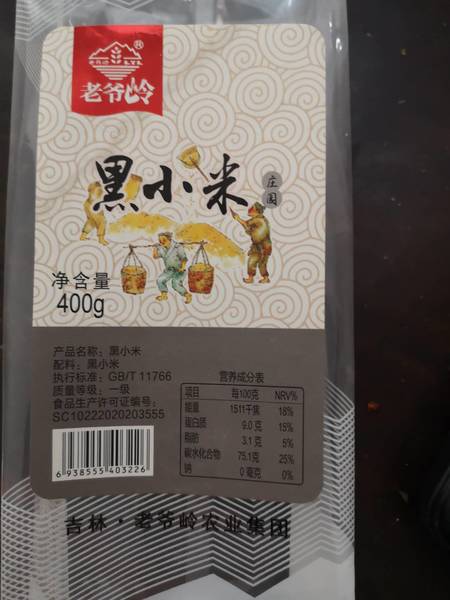 老爷岭
LYL
老爷岭
黑小米
庄园
净含量
400g
产品名称：黑小米
配料：黑小米
执行标准：GB/T 11766
质量等级：一级
食品生产许可证编号：
SC10222020203555
营养成分表
项目 每100克 NRV%
能量 1511千焦 18%
蛋白质 9.0 克 15%
脂肪 3.1 克 5%
碳水化合物 75.1克 25%
钠 0 毫克 0%
6 938555 403226
吉林·老爷岭农业集团